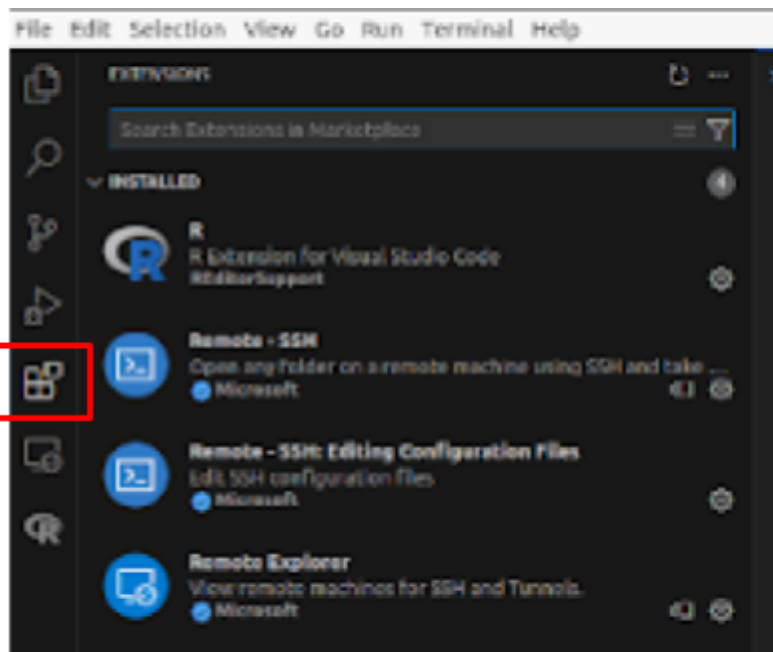 File Edit Selection View Go Run Terminal Help
EXTENSIONS
Search Extensions in Marketplace
INSTALLED
4
R
R Extension for Visual Studio Code
REditorSupport
Remote - SSH
Open any folder on a remote machine using SSH and take ...
Microsoft
Remote - SSH: Editing Configuration Files
Edit SSH configuration files
Microsoft
Remote Explorer
View remote machines for SSH and Tunnels.
Microsoft